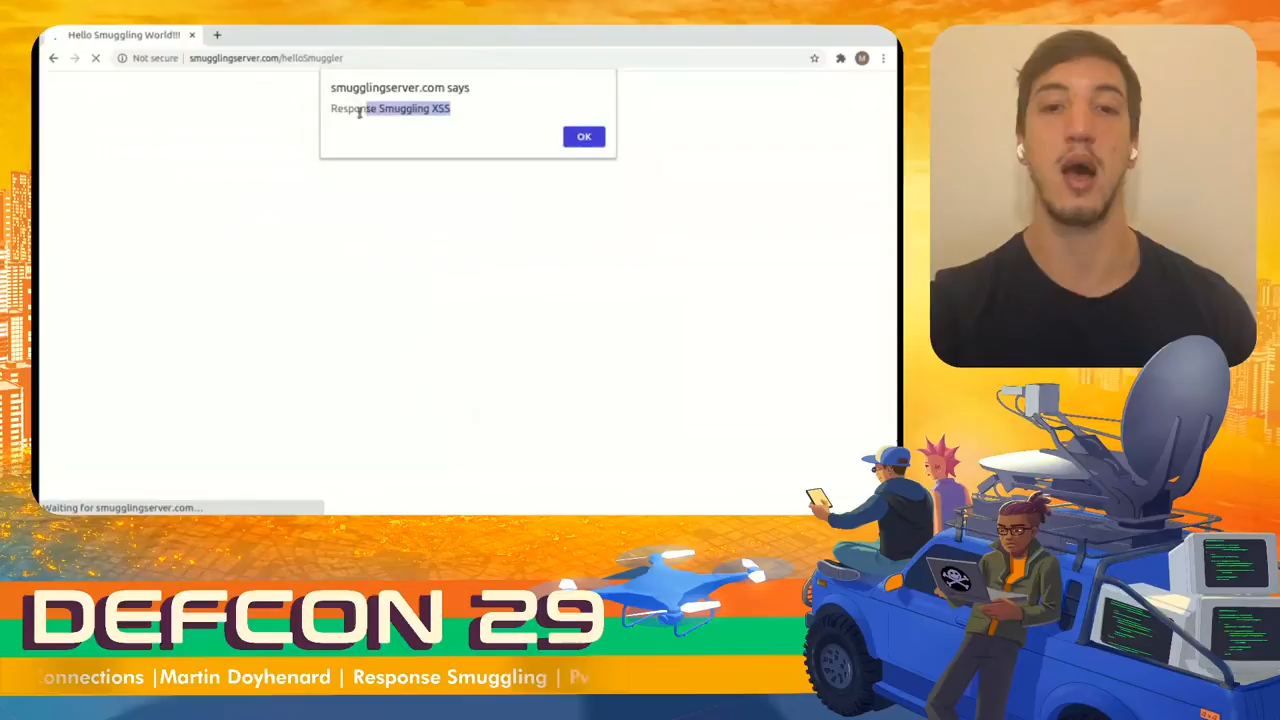 Hello Smuggling World!!!
Not secure
smugglingserver.com/helloSmuggler
M
smugglingserver.com says
Response Smuggling XSS
OK
Waiting for smugglingserver.com...
DEFCON 29
onnections |Martin Doyhenard | Response Smuggling | Pw